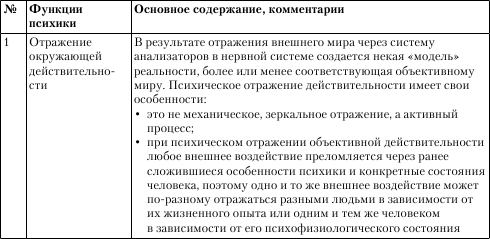 № Функции психики Основное содержание, комментарии
1 Отражение окружающей действительно-сти
В результате отражения внешнего мира через систему
анализаторов в нервной системе создается некая «модель»
реальности, более или менее соответствующая объективному
миру. Психическое отражение действительности имеет свои
особенности:
• это не механическое, зеркальное отражение, а активный
процесс;
• при психическом отражении объективной действительности
любое внешнее воздействие преломляется через ранее
сложившиеся особенности психики и конкретные состояния
человека, поэтому одно и то же внешнее воздействие может
по-разному отражаться разными людьми в зависимости от
их жизненного опыта или одним и тем же человеком
в зависимости от его психофизиологического состояния